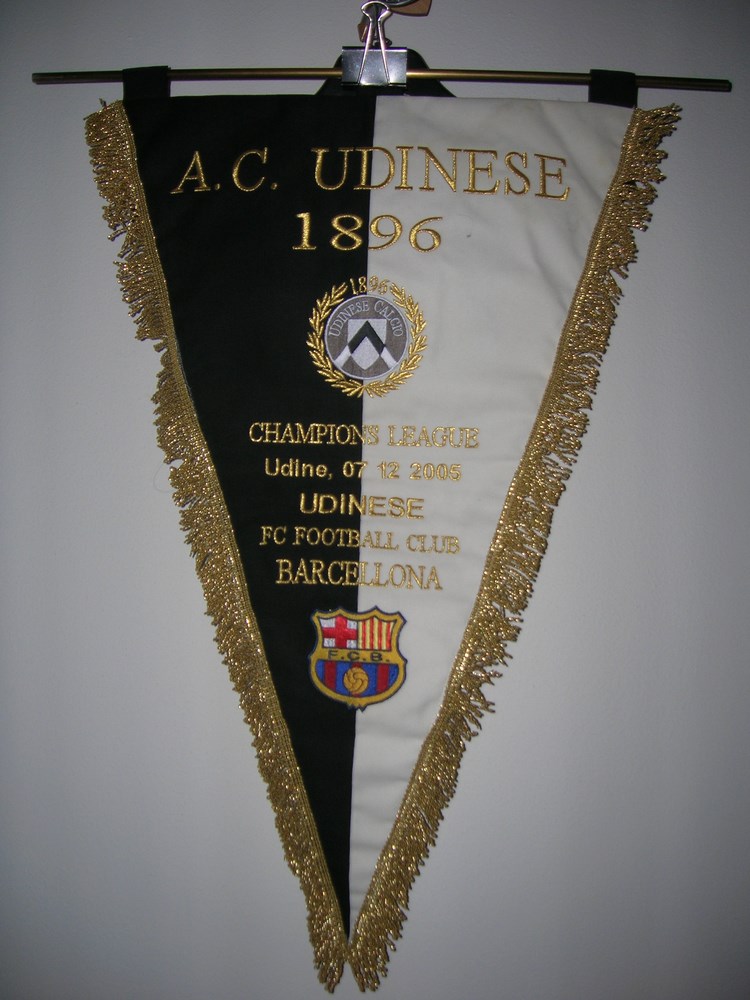 A.C. UDINESE
1896
1896
UDINESE CALCIO
CHAMPIONS LEAGUE
Udine, 07 12 2005
UDINESE
FC FOOTBALL CLUB
BARCELLONA
F.C.B.